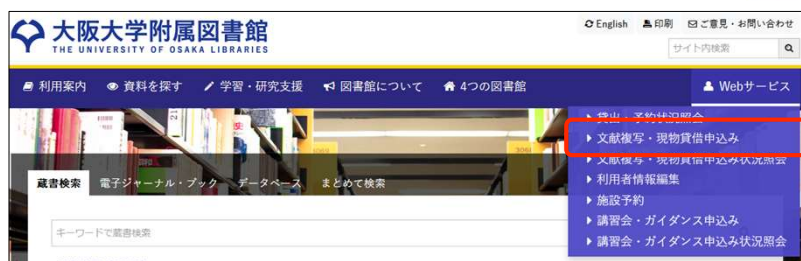 大阪大学附属図書館
THE UNIVERSITY OF OSAKA LIBRARIES
English 印刷 ご意見・お問い合わせ
サイト内検索
利用案内 資料を探す 学習・研究支援 図書館について 4つの図書館 Webサービス
貸出・予約状況照会
文献複写・現物貸借申込み
文献複写・現物貸借申込み状況照会
利用者情報編集
施設予約
講習会・ガイダンス申込み
講習会・ガイダンス申込み状況照会
蔵書検索 電子ジャーナル・ブック データベース まとめて検索
キーワードで蔵書検索